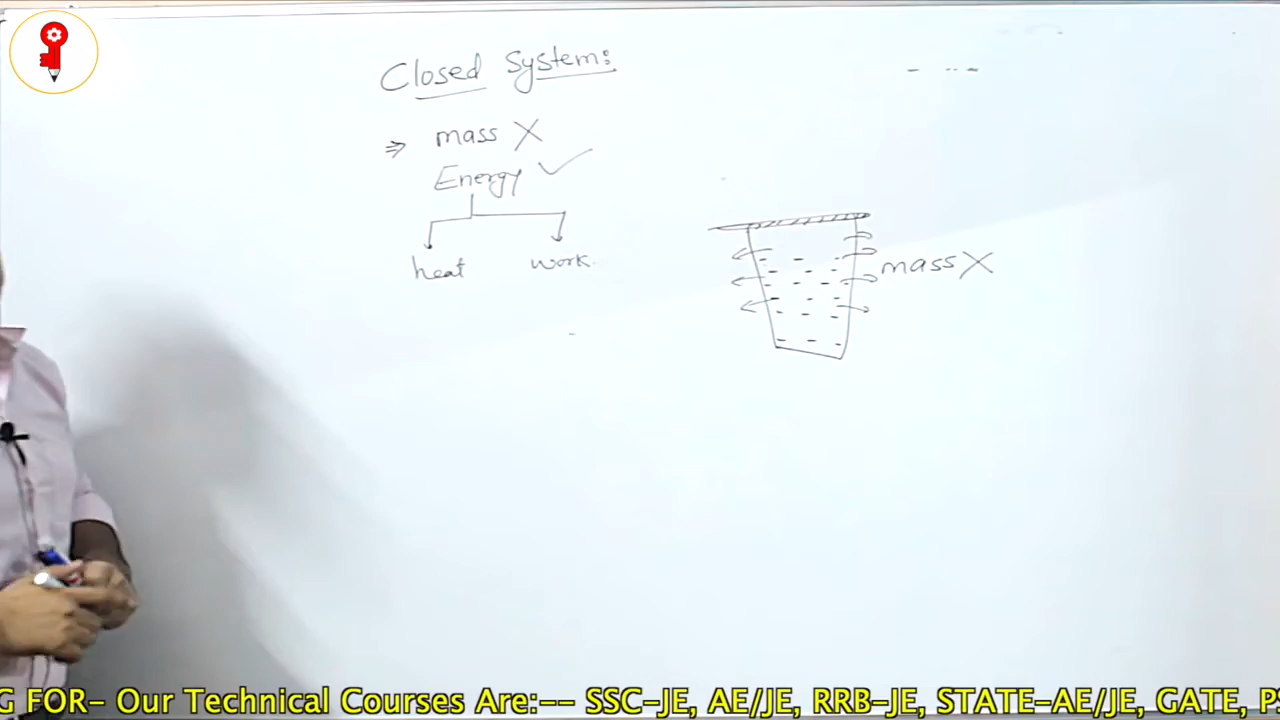 Closed System:
⇒ mass X
Energy ✓
heat work.
mass X
G FOR- Our Technical Courses Are:-- SSC-JE, AE/JE, RRB-JE, STATE-AE/JE, GATE, PS